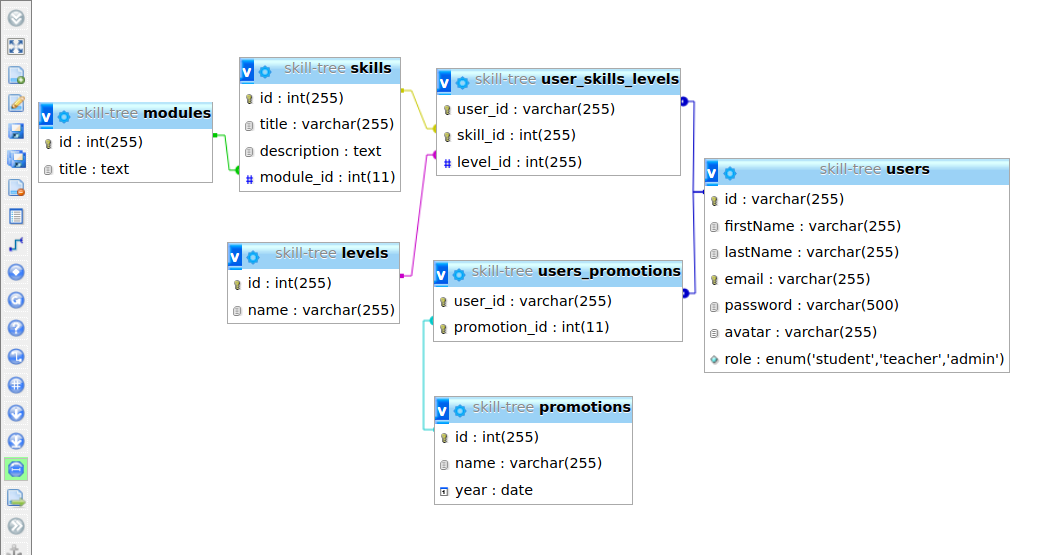 skill-tree modules
id : int(255)
title : text
skill-tree skills
id : int(255)
title : varchar(255)
description : text
module_id : int(11)
skill-tree levels
id : int(255)
name : varchar(255)
skill-tree user_skills_levels
user_id : varchar(255)
skill_id : int(255)
level_id : int(255)
skill-tree users_promotions
user_id : varchar(255)
promotion_id : int(11)
skill-tree promotions
id : int(255)
name : varchar(255)
year : date
skill-tree users
id : varchar(255)
firstName : varchar(255)
lastName : varchar(255)
email : varchar(255)
password : varchar(500)
avatar : varchar(255)
role : enum('student','teacher','admin')